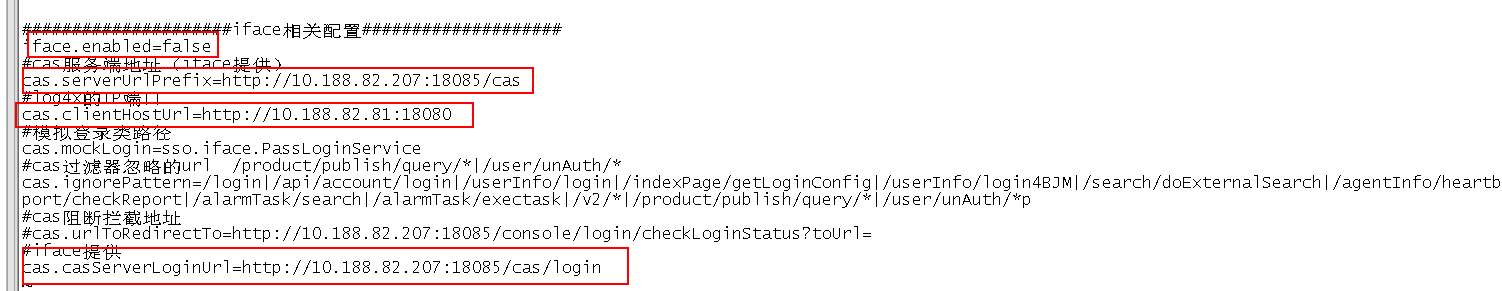 #####################iface相关配置####################
iface.enabled=false
#cas服务端地址（iface提供）
cas.serverUrlPrefix=http://10.188.82.207:18085/cas
#log4x的IP端口
cas.clientHostUrl=http://10.188.82.81:18080
#模拟登录类路径
cas.mockLogin=sso.iface.PassLoginService
#cas过滤器忽略的url  /product/publish/query/*|/user/unAuth/*
cas.ignorePattern=/login|/api/account/login|/userInfo/login|/indexPage/getLoginConfig|/userInfo/login4BJM|/search/doExternalSearch|/agentInfo/heartb
port/checkReport|/alarmTask/search|/alarmTask/exectask|/v2/*|/product/publish/query/*|/user/unAuth/*p
#cas阻断拦截地址
#cas.urlToRedirectTo=http://10.188.82.207:18085/console/login/checkLoginStatus?toUrl=
#iface提供
cas.casServerLoginUrl=http://10.188.82.207:18085/cas/login